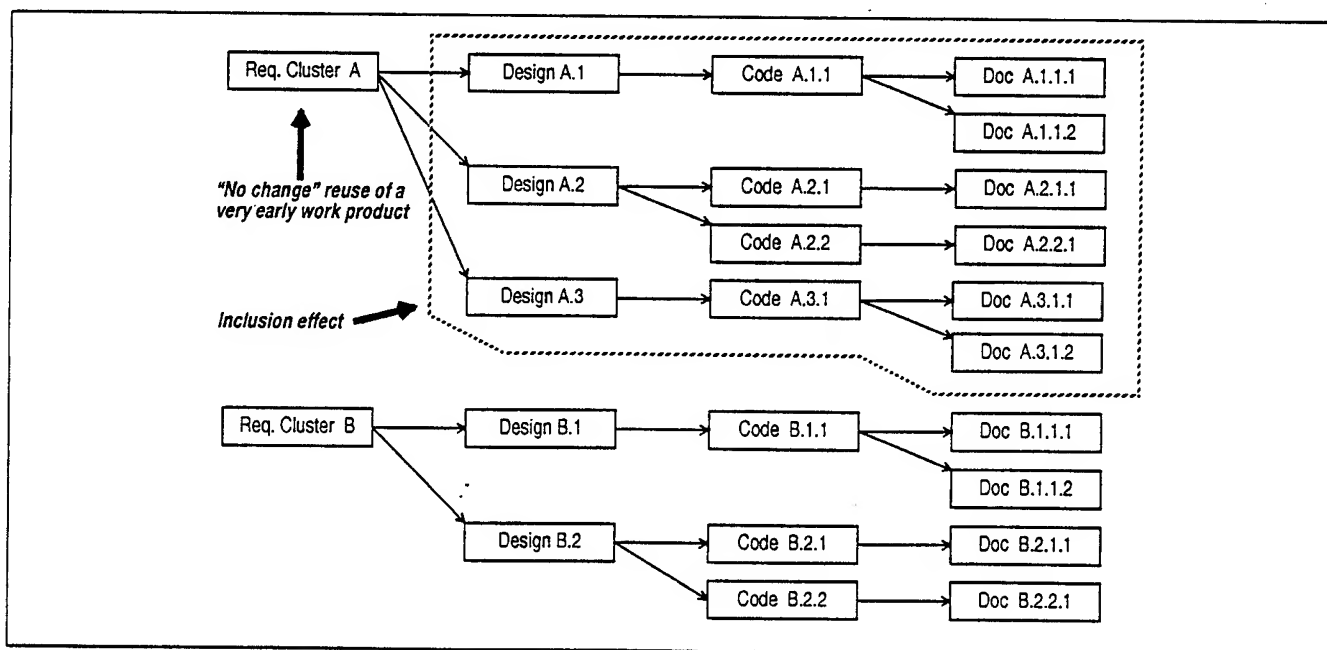 Req. Cluster A
Design A.1
Code A.1.1
Doc A.1.1.1
Doc A.1.1.2
"No change" reuse of a
very early work product
Design A.2
Code A.2.1
Doc A.2.1.1
Code A.2.2
Doc A.2.2.1
Design A.3
Code A.3.1
Doc A.3.1.1
Inclusion effect
Doc A.3.1.2
Req. Cluster B
Design B.1
Code B.1.1
Doc B.1.1.1
Doc B.1.1.2
Design B.2
Code B.2.1
Doc B.2.1.1
Code B.2.2
Doc B.2.2.1